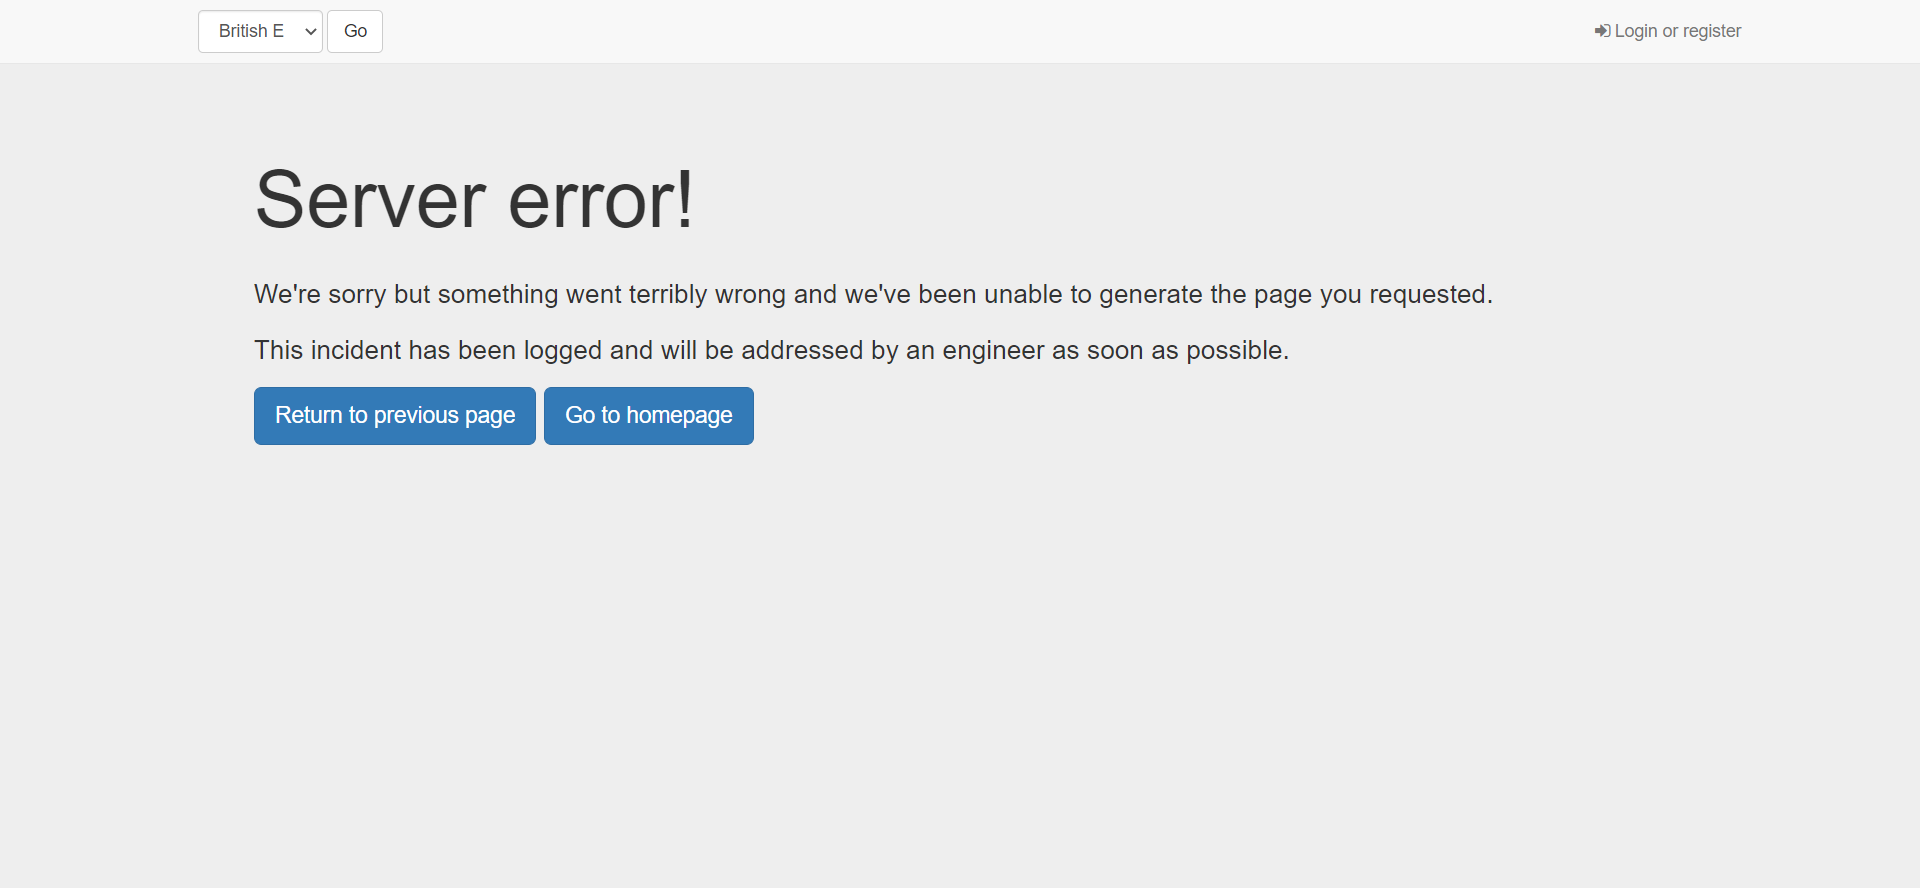 British E Go Login or register
Server error!
We're sorry but something went terribly wrong and we've been unable to generate the page you requested.
This incident has been logged and will be addressed by an engineer as soon as possible.
Return to previous page Go to homepage